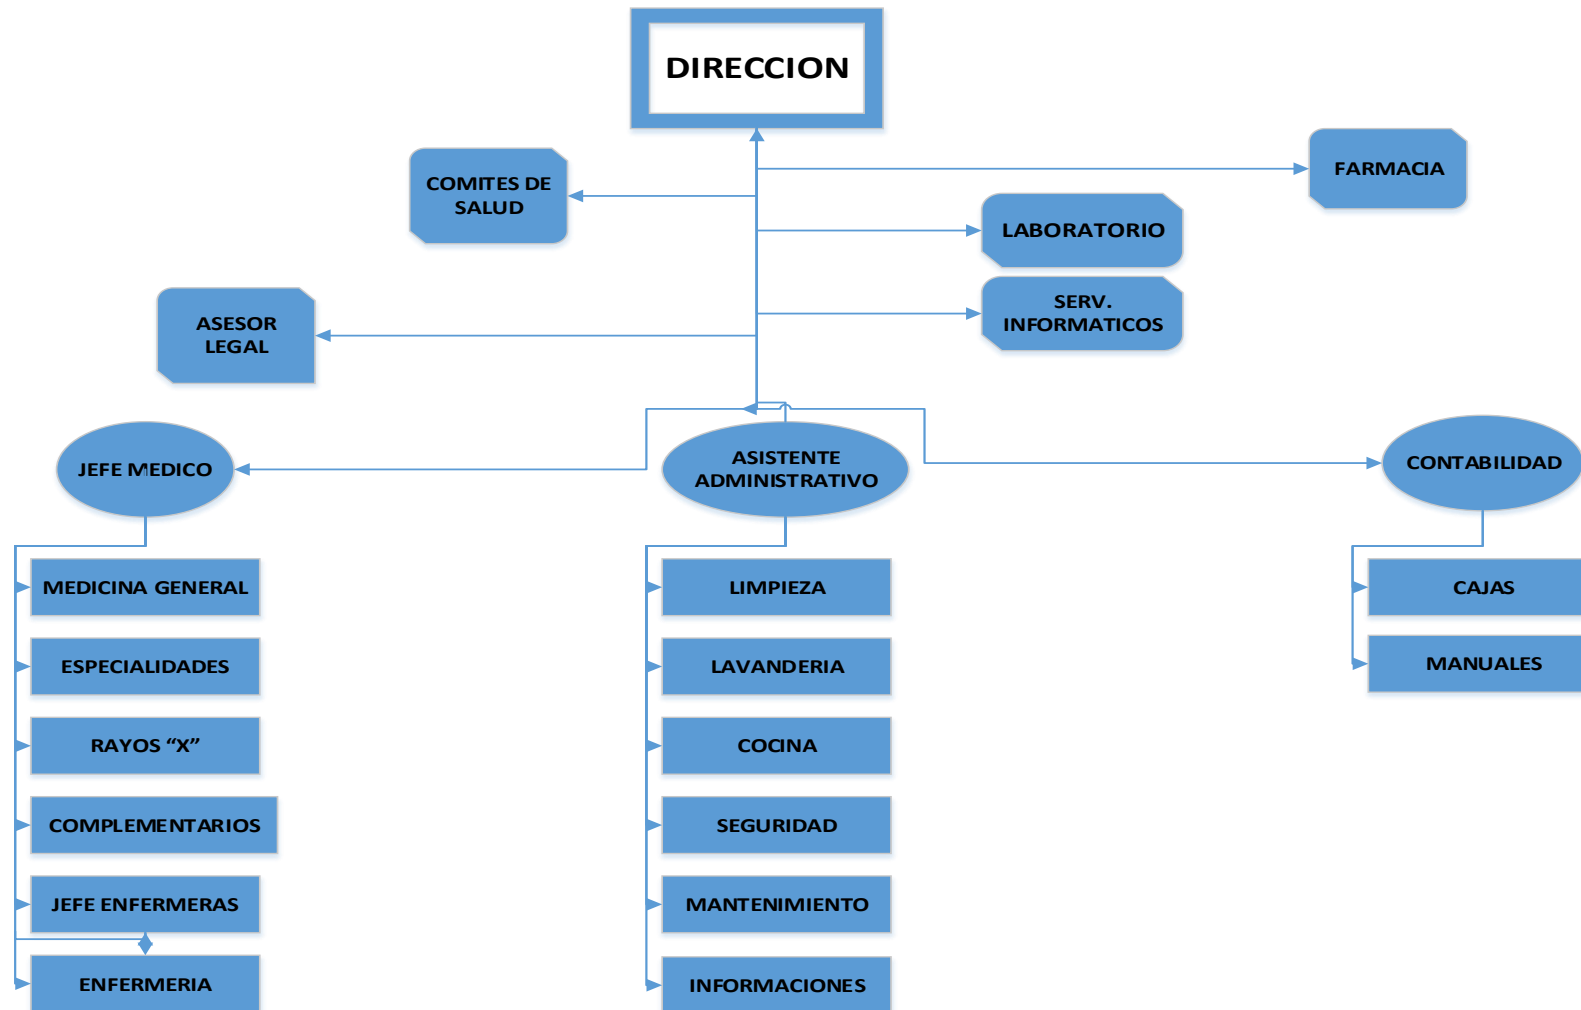 DIRECCION
COMITES DE
SALUD
FARMACIA
LABORATORIO
ASESOR
LEGAL
SERV.
INFORMATICOS
JEFE MEDICO
ASISTENTE
ADMINISTRATIVO
CONTABILIDAD
MEDICINA GENERAL
ESPECIALIDADES
RAYOS “X”
COMPLEMENTARIOS
JEFE ENFERMERAS
ENFERMERIA
LIMPIEZA
LAVANDERIA
COCINA
SEGURIDAD
MANTENIMIENTO
INFORMACIONES
CAJAS
MANUALES